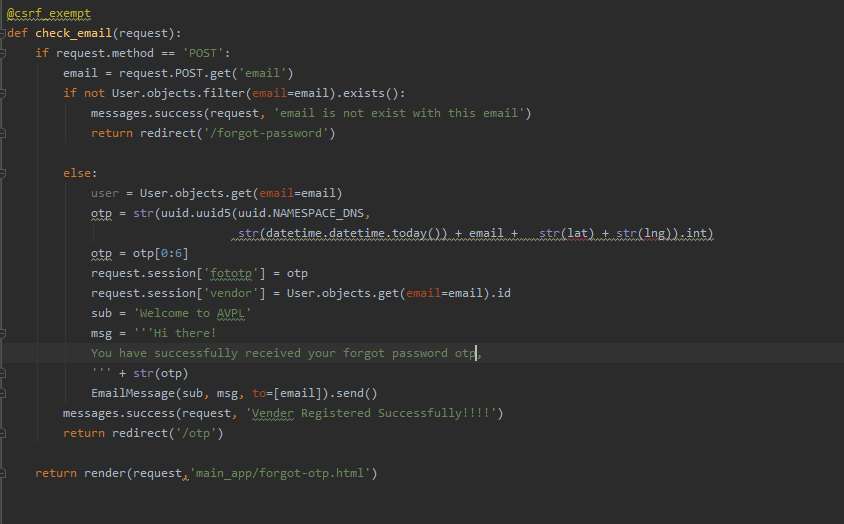 @csrf_exempt
def check_email(request):
    if request.method == 'POST':
        email = request.POST.get('email')
        if not User.objects.filter(email=email).exists():
            messages.success(request, 'email is not exist with this email')
            return redirect('/forgot-password')

        else:
            user = User.objects.get(email=email)
            otp = str(uuid.uuid5(uuid.NAMESPACE_DNS,
                                 str(datetime.datetime.today()) + email +   str(lat) + str(lng)).int)
            otp = otp[0:6]
            request.session['fototp'] = otp
            request.session['vendor'] = User.objects.get(email=email).id
            sub = 'Welcome to AVPL'
            msg = '''Hi there!
            You have successfully received your forgot password otp,
            ''' + str(otp)
            EmailMessage(sub, msg, to=[email]).send()
        messages.success(request, 'Vender Registered Successfully!!!!')
        return redirect('/otp')

    return render(request,'main_app/forgot-otp.html')